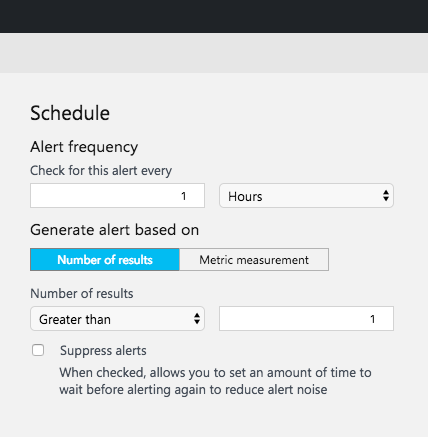 Schedule
Alert frequency
Check for this alert every
1 Hours
Generate alert based on
Number of results Metric measurement
Number of results
Greater than 1
Suppress alerts
When checked, allows you to set an amount of time to
wait before alerting again to reduce alert noise